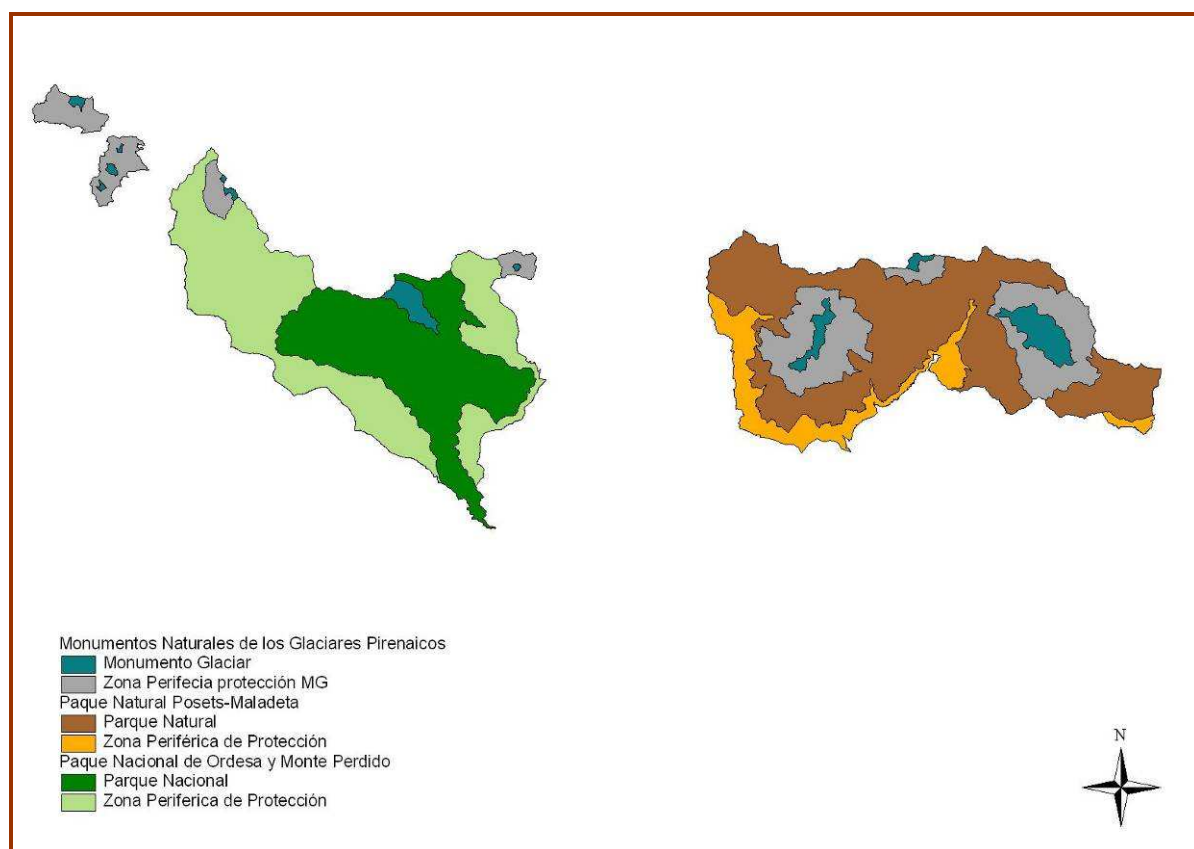 Monumentos Naturales de los Glaciares Pirenaicos
Monumento Glaciar
Zona Perifecia protección MG
Paque Natural Posets-Maladeta
Parque Natural
Zona Periférica de Protección
Paque Nacional de Ordesa y Monte Perdido
Parque Nacional
Zona Periferica de Protección
N